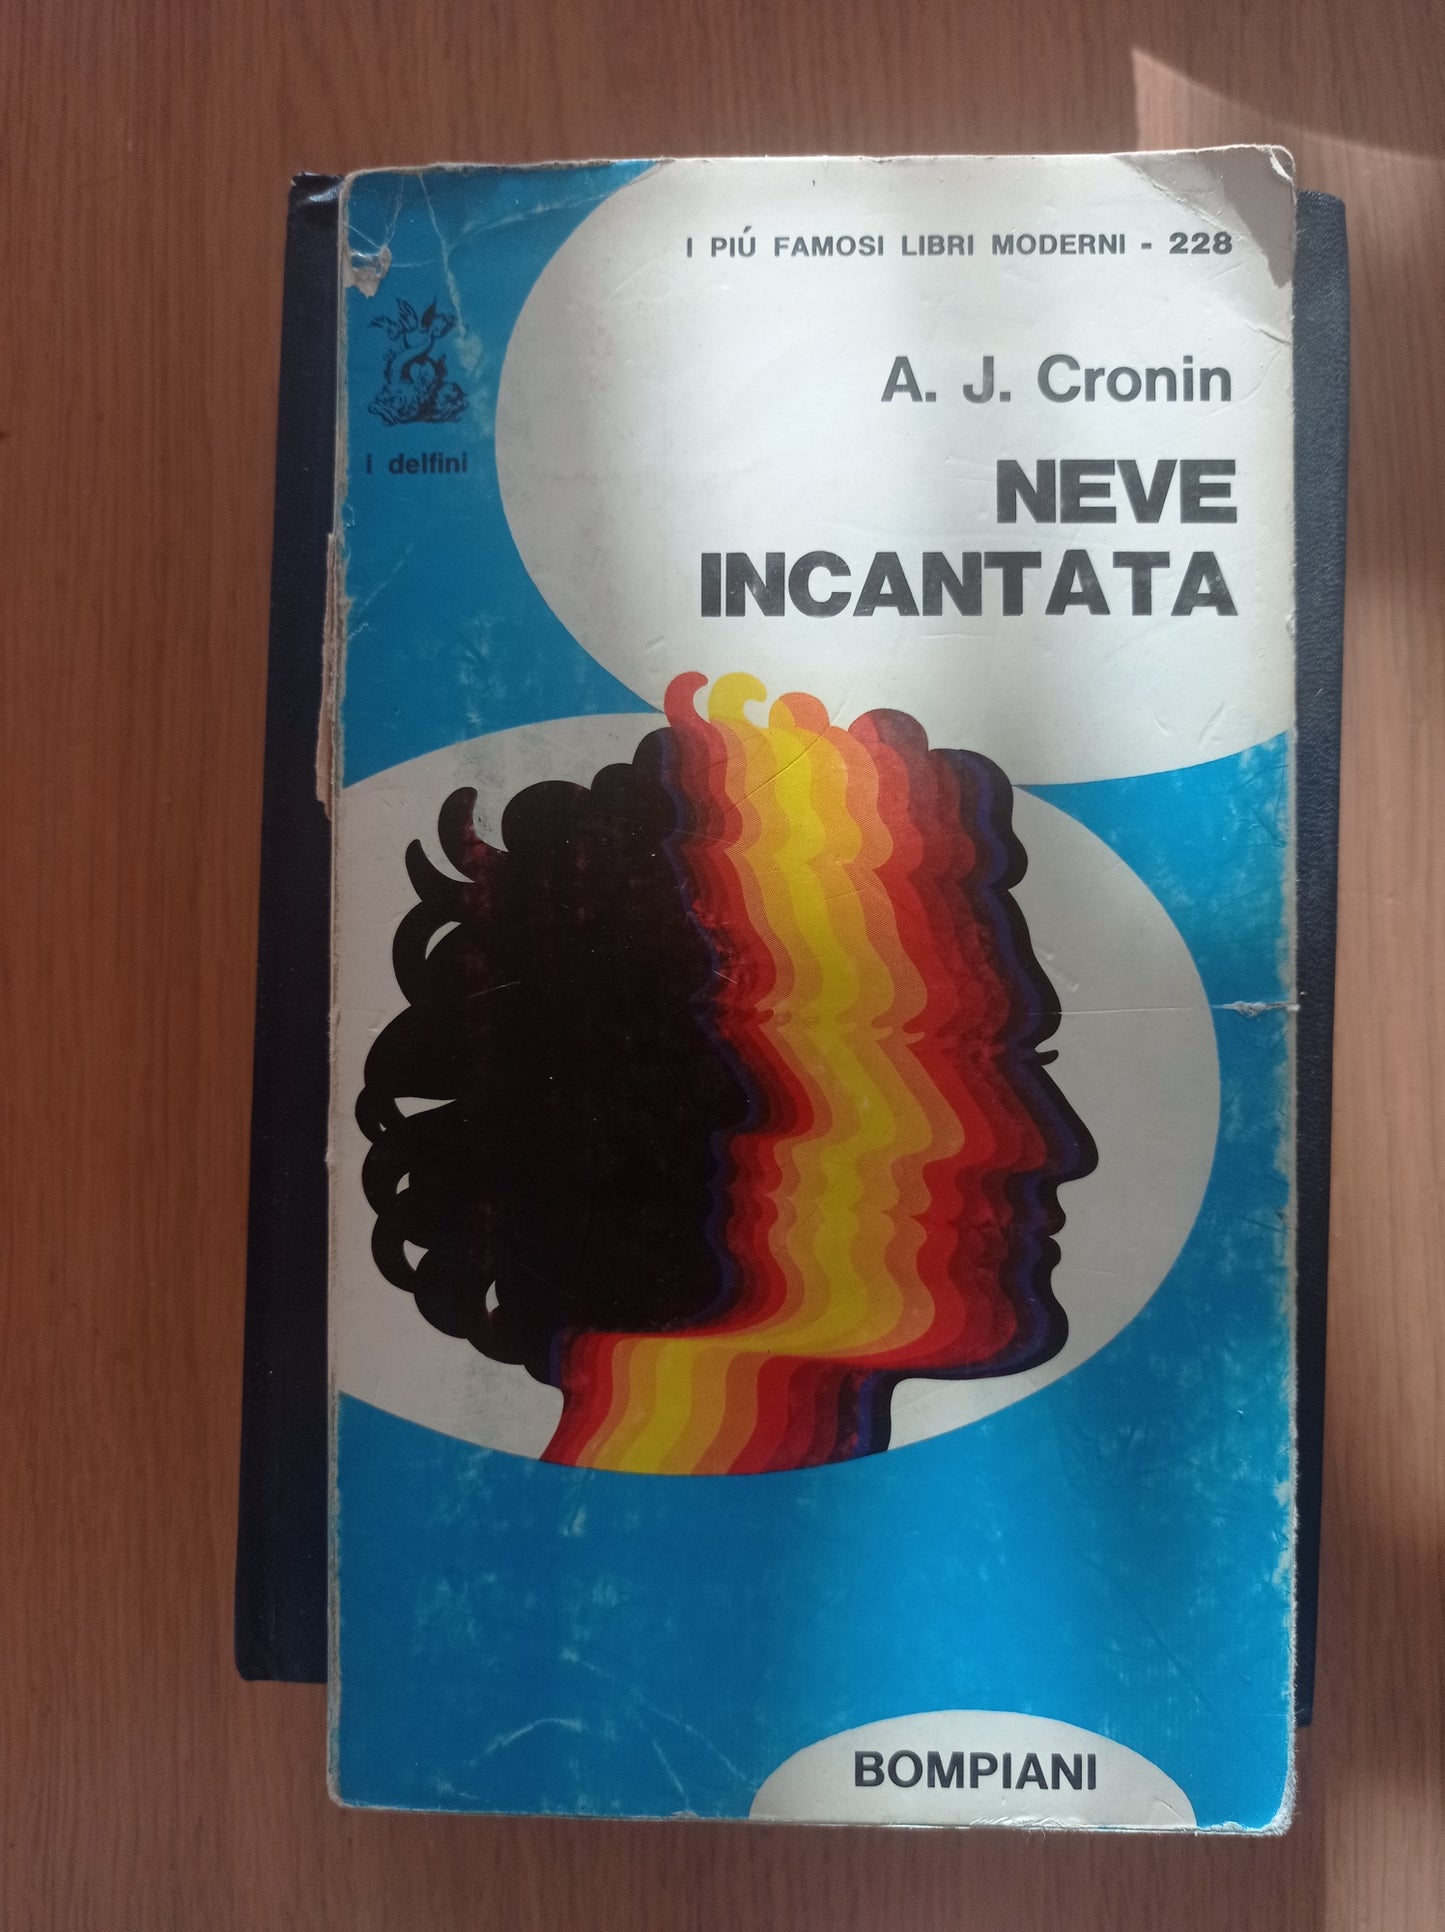 I PIÚ FAMOSI LIBRI MODERNI - 228
A. J. Cronin
i delfini
NEVE
INCANTATA
BOMPIANI